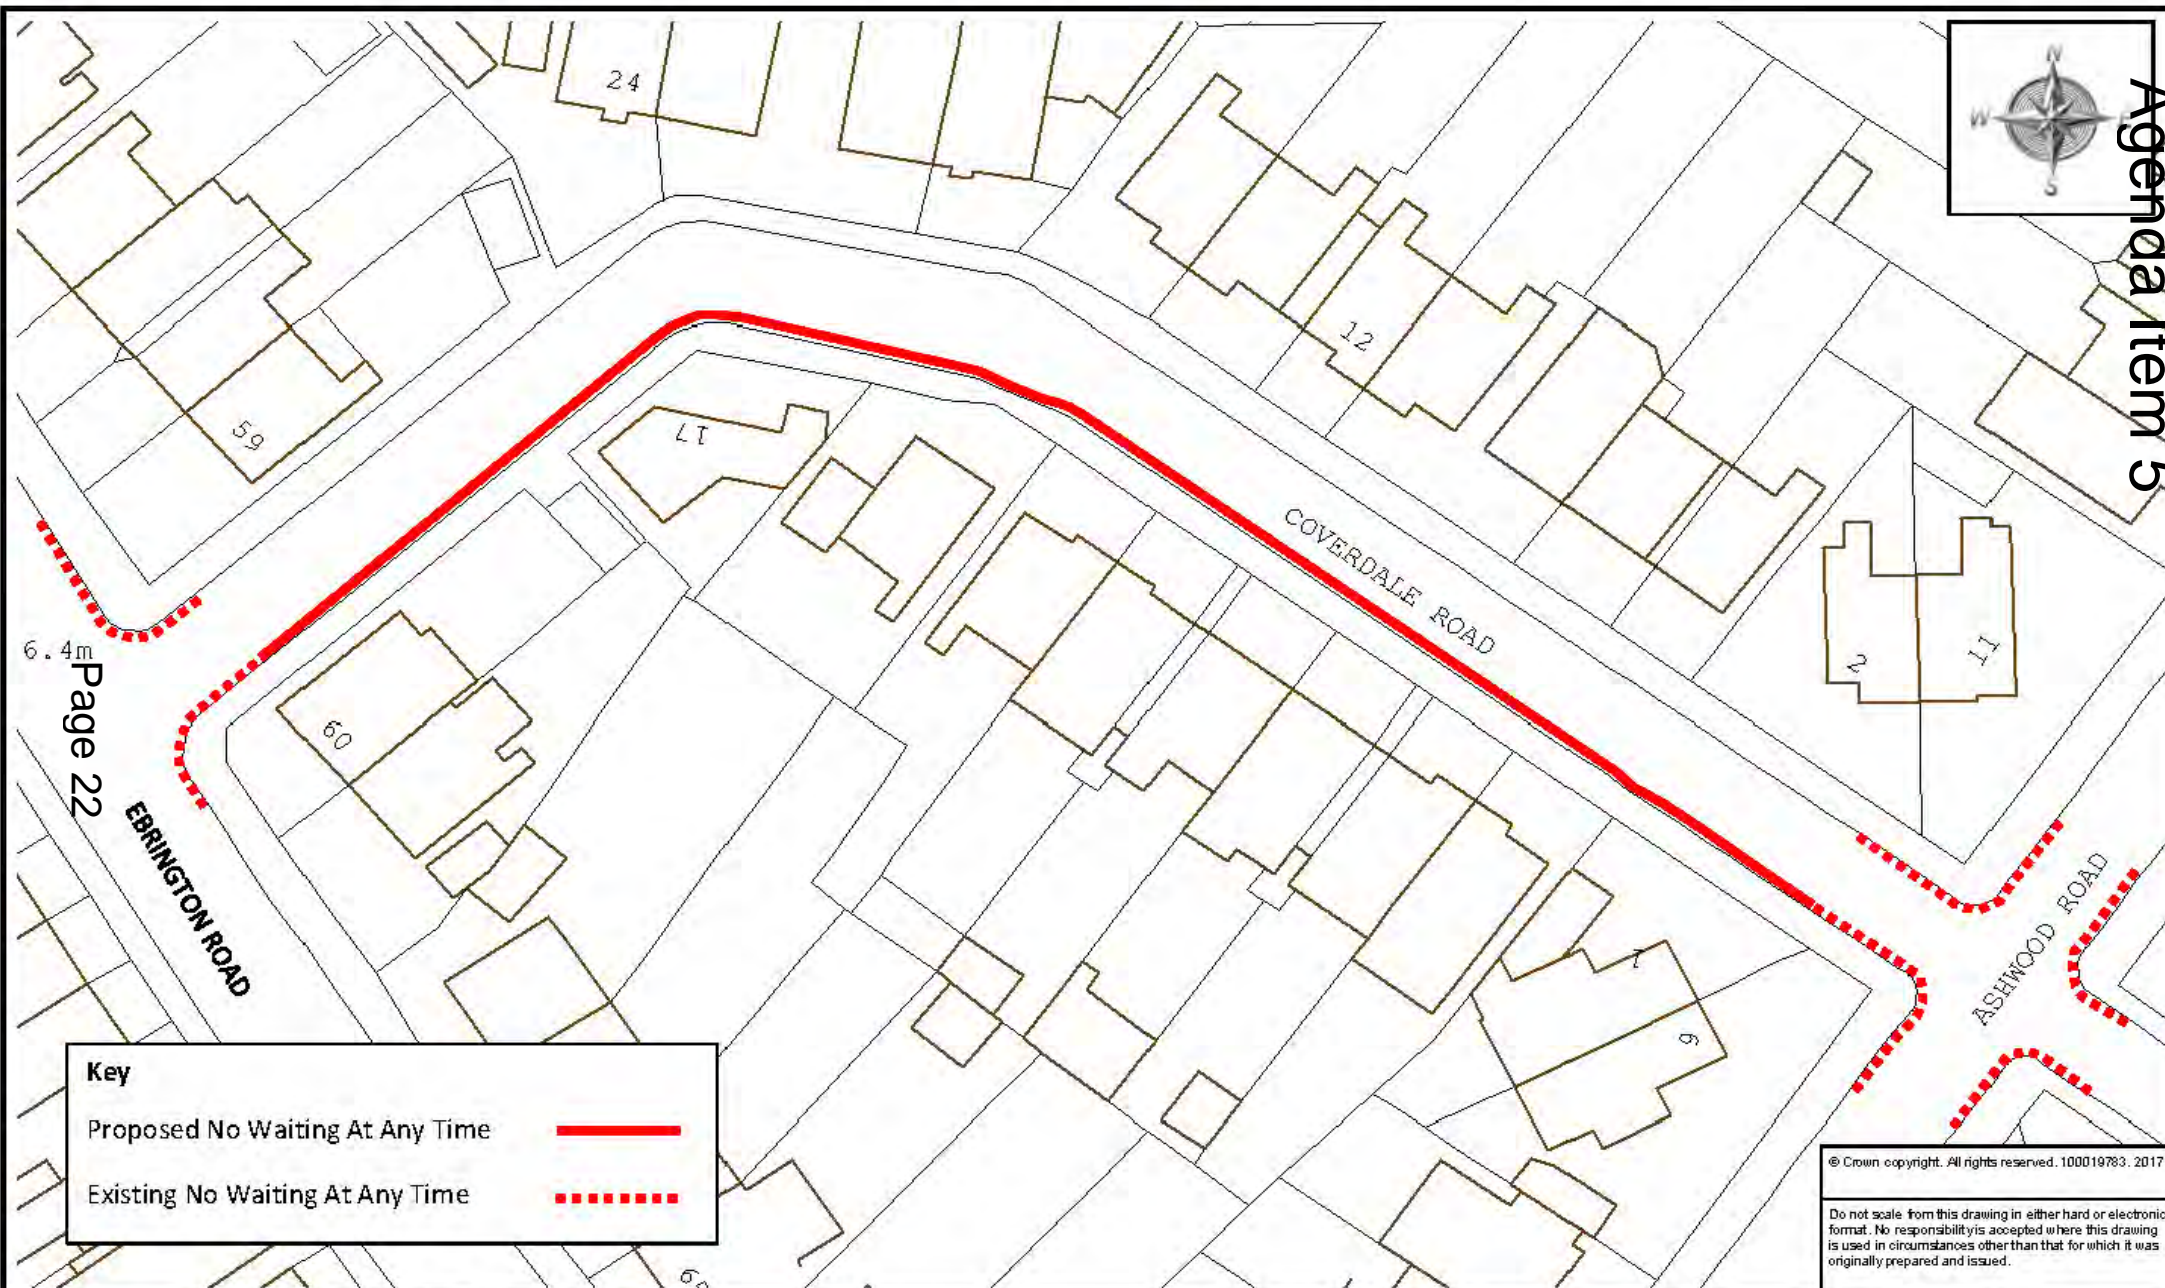 Agenda Item 5
Page 22
N
W
E
S
24
12
59
17
COVERDALE ROAD
2
11
6.4m
60
EBRINGTON ROAD
ASHWOOD ROAD
1
9
Key
Proposed No Waiting At Any Time
Existing No Waiting At Any Time
© Crown copyright. All rights reserved. 100019783. 2017
Do not scale from this drawing in either hard or electronic
format. No responsibility is accepted where this drawing
is used in circumstances other than that for which it was
originally prepared and issued.